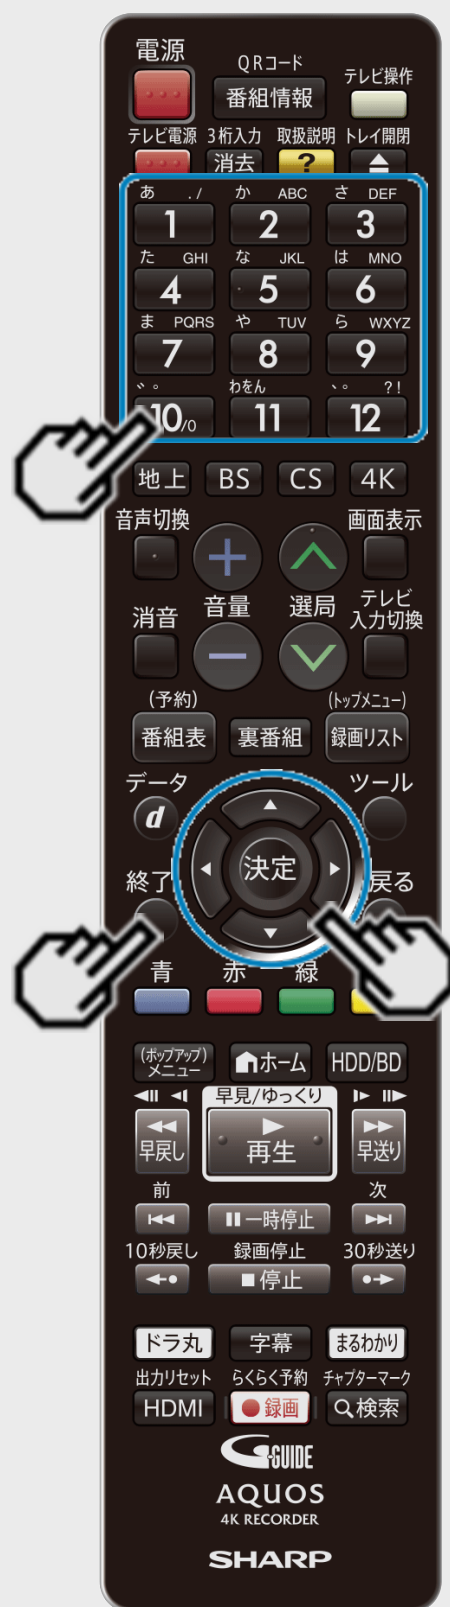 電源
QRコード
番組情報
テレビ操作
テレビ電源 3桁入力 取扱説明 トレイ開閉
消去 ?
あ ./ か ABC さ DEF
1 2 3
た GHI な JKL は MNO
4 5 6
ま PQRS や TUV ら WXYZ
7 8 9
゛゜ わをん 、。 ?!
10/0 11 12
地上 BS CS 4K
音声切換 画面表示
消音 音量 選局 テレビ
入力切換
(予約) (トップメニュー)
番組表 裏番組 録画リスト
データ ツール
d
決定
終了 戻る
青 赤 緑
(ポップアップ)
メニュー ホーム HDD/BD
早見/ゆっくり
早戻し 再生 早送り
前 次
一時停止
10秒戻し 録画停止 30秒送り
停止
ドラ丸 字幕 まるわかり
出力リセット らくらく予約 チャプターマーク
HDMI 録画 検索
G-GUIDE
AQUOS
4K RECORDER
SHARP